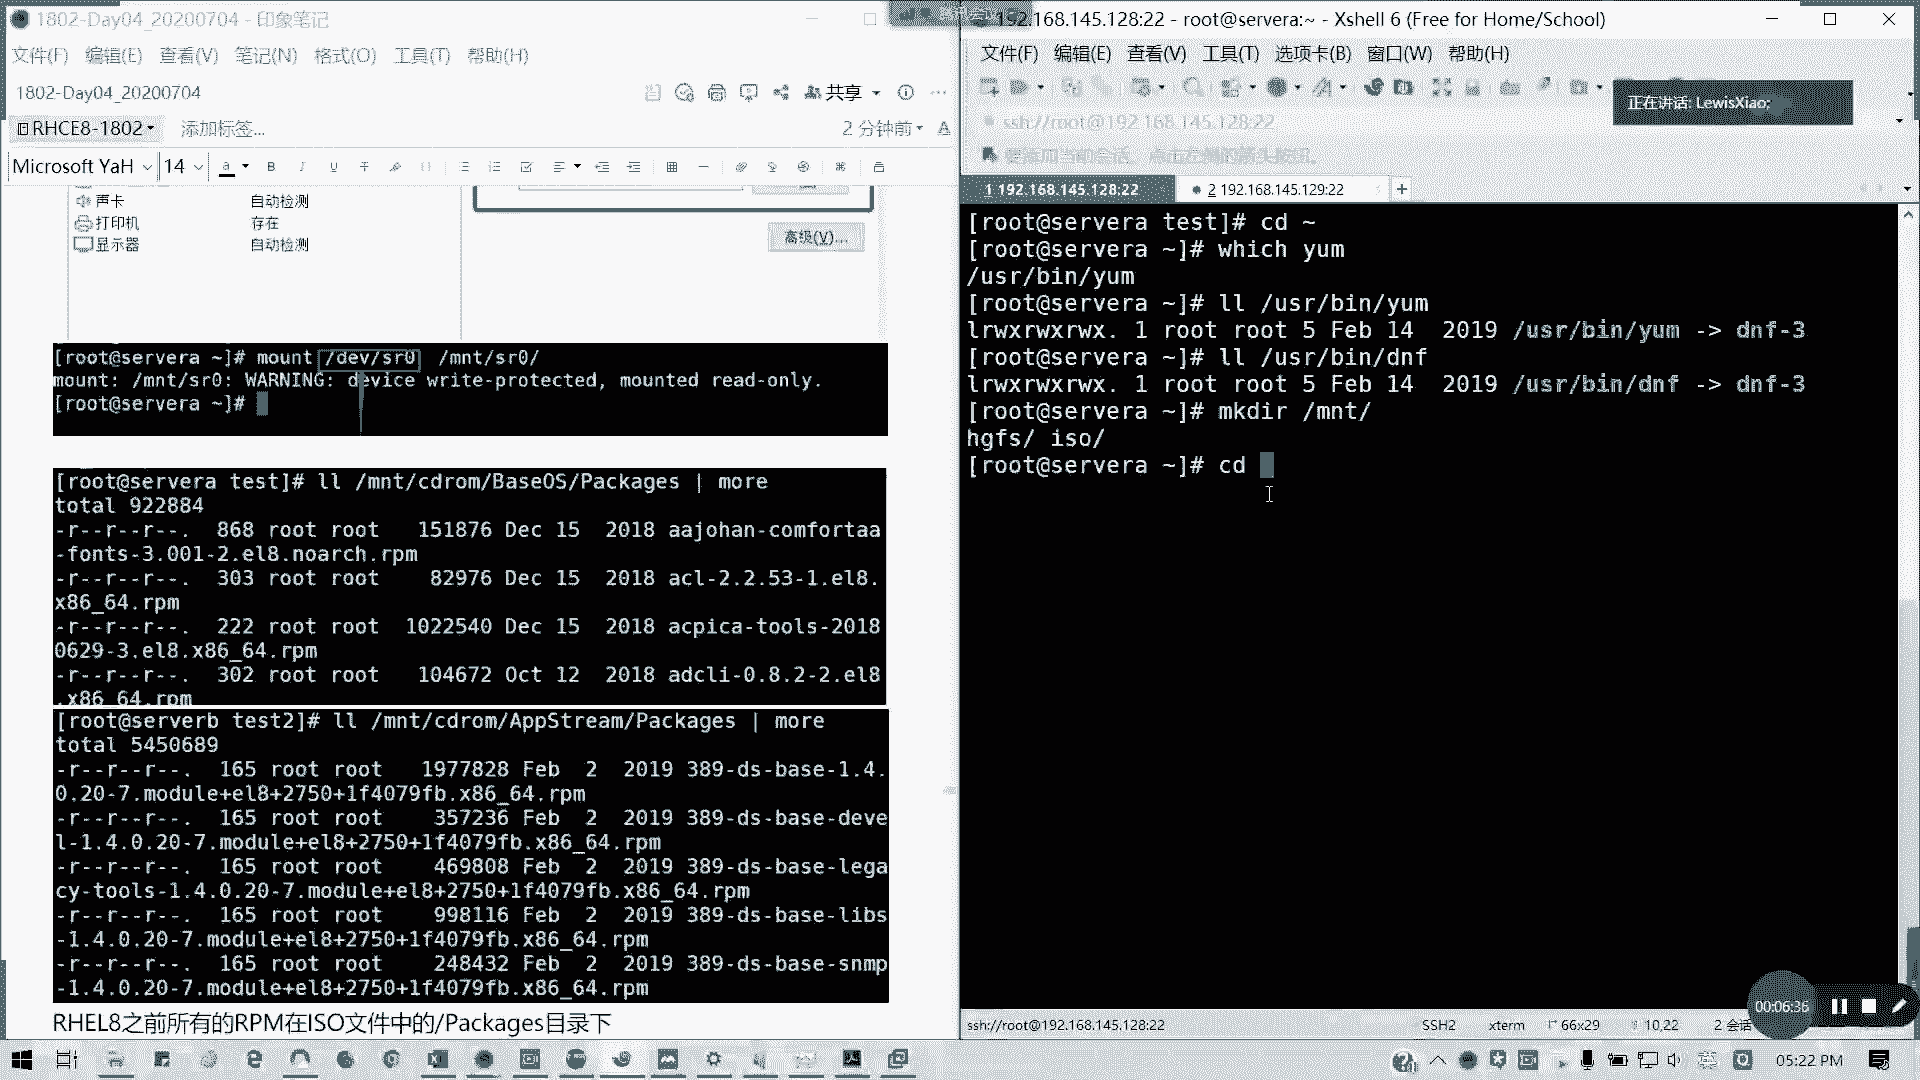 1802-Day04_20200704 - 印象笔记
文件(F) 编辑(E) 查看(V) 笔记(N) 格式(O) 工具(T) 帮助(H)
1802-Day04_20200704
共享
RHCE8-1802
添加标签...
2 分钟前
Microsoft YaH
14
声卡 自动检测
打印机 存在
显示器 自动检测
高级(V)...
[root@servera ~]# mount /dev/sr0 /mnt/sr0/
mount: /mnt/sr0: WARNING: device write-protected, mounted read-only.
[root@servera ~]#
[root@servera test]# ll /mnt/cdrom/BaseOS/Packages | more
total 922884
-r--r--r--. 868 root root 151876 Dec 15 2018 aajohan-comfortaa
-fonts-3.001-2.el8.noarch.rpm
-r--r--r--. 303 root root 82976 Dec 15 2018 acl-2.2.53-1.el8.
x86_64.rpm
-r--r--r--. 222 root root 1022540 Dec 15 2018 acpica-tools-2018
0629-3.el8.x86_64.rpm
-r--r--r--. 302 root root 104672 Oct 12 2018 adcli-0.8.2-2.el8
.x86_64.rpm
[root@serverb test2]# ll /mnt/cdrom/AppStream/Packages | more
total 5450689
-r--r--r--. 165 root root 1977828 Feb 2 2019 389-ds-base-1.4.
0.20-7.module+el8+2750+1f4079fb.x86_64.rpm
-r--r--r--. 165 root root 357236 Feb 2 2019 389-ds-base-deve
l-1.4.0.20-7.module+el8+2750+1f4079fb.x86_64.rpm
-r--r--r--. 165 root root 469808 Feb 2 2019 389-ds-base-lega
cy-tools-1.4.0.20-7.module+el8+2750+1f4079fb.x86_64.rpm
-r--r--r--. 165 root root 998116 Feb 2 2019 389-ds-base-libs
-1.4.0.20-7.module+el8+2750+1f4079fb.x86_64.rpm
-r--r--r--. 165 root root 248432 Feb 2 2019 389-ds-base-snmp
-1.4.0.20-7.module+el8+2750+1f4079fb.x86_64.rpm
RHEL8之前所有的RPM在ISO文件中的/Packages目录下
192.168.145.128:22 - root@servera:~ - Xshell 6 (Free for Home/School)
文件(F) 编辑(E) 查看(V) 工具(T) 选项卡(B) 窗口(W) 帮助(H)
正在讲话: LewisXiao;
ssh://root@192.168.145.128:22
要添加当前会话，点击左侧的箭头按钮。
1 192.168.145.128:22
2 192.168.145.129:22
[root@servera test]# cd ~
[root@servera ~]# which yum
/usr/bin/yum
[root@servera ~]# ll /usr/bin/yum
lrwxrwxrwx. 1 root root 5 Feb 14 2019 /usr/bin/yum -> dnf-3
[root@servera ~]# ll /usr/bin/dnf
lrwxrwxrwx. 1 root root 5 Feb 14 2019 /usr/bin/dnf -> dnf-3
[root@servera ~]# mkdir /mnt/
hgfs/ iso/
[root@servera ~]# cd
00:06:36
ssh://root@192.168.145.128:22 SSH2 xterm 66x29 10,22 2 会话
英
05:22 PM